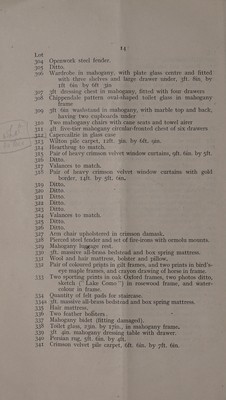 14
Lot
304 Openwork steel fender.
305 Ditto.
306 Wardrobe in mahogany, with plate glass centre and fitted
with three shelves and large drawer under, 3ft. 6in. by
1ft 6in by 6ft 3in
307 3ft dressing chest in mahogany, fitted with four drawers
308 Chippendale pattern oval-shaped toilet glass in mahogany
frame
309 3ft 6in washstand in mahogany, with marble top and back,
having two cupboards under
310 Two mahogany chairs with cane seats and towel airer
311 4ft five-tier mahogany circular-fronted chest of six drawers
312 Capercailzie in glass case
313 Wilton pile carpet, 12ft. 3in. by 6ft. 9in.
314 Hearthrug to match.
315 Pair of heavy crimson velvet window curtains, 9ft. 6in. by 5ft.
316 Ditto.
317 Valances to match.
318 Pair of heavy crimson velvet window curtains with gold
border, 14ft. by 5ft. 6in.
319 Ditto.
320 Ditto.
321 Ditto.
322 Ditto.
323 Ditto.
324 Valances to match.
325 Ditto.
326 Ditto.
327 Arm chair upholstered in crimson damask.
328 Pierced steel fender and set of fire-irons with ormolu mounts.
329 Mahogany luggage rest.
330 3ft. massive all-brass bedstead and box spring mattress.
331 Wool and hair mattress, bolster and pillow.
332 Pair of coloured prints in gilt frames, and two prints in bird's-
eye maple frames, and crayon drawing of horse in frame.
333 Two sporting prints in oak Oxford frames, two photos ditto,
sketch ("Lake Como") in rosewood frame, and water-
colour in frame.
334 Quantity of felt pads for staircase.
334a 3ft. massive all-brass bedstead and box spring mattress.
335 Hair mattress.
336 Two feather bolsters.
337 Mahogany bidet (fitting damaged).
338 Toilet glass, 23in. by 17in., in mahogany frame.
339 3ft 4in. mahogany dressing table with drawer.
340 Persian rug, 5ft. 6in. by 4ft.
341 Crimson velvet pile carpet, 6ft. 6in. by 7ft. 6in.